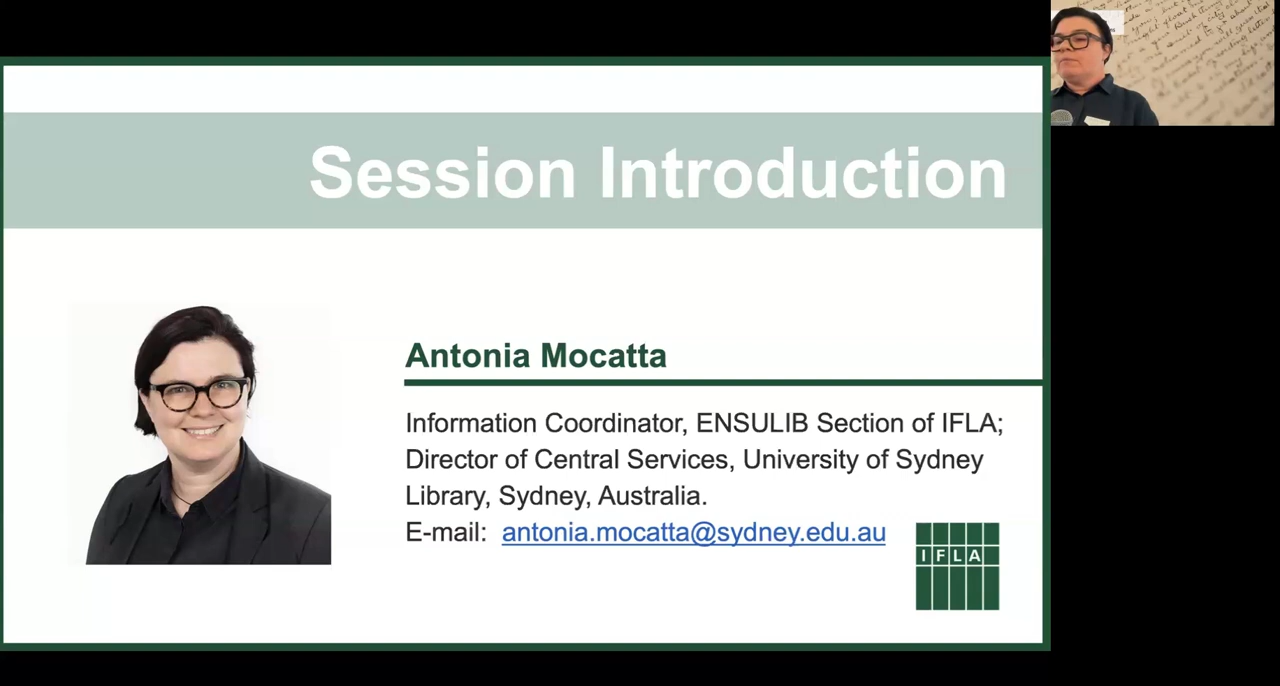 Session Introduction
Antonia Mocatta
Information Coordinator, ENSULIB Section of IFLA;
Director of Central Services, University of Sydney
Library, Sydney, Australia.
E-mail: antonia.mocatta@sydney.edu.au
IFLA